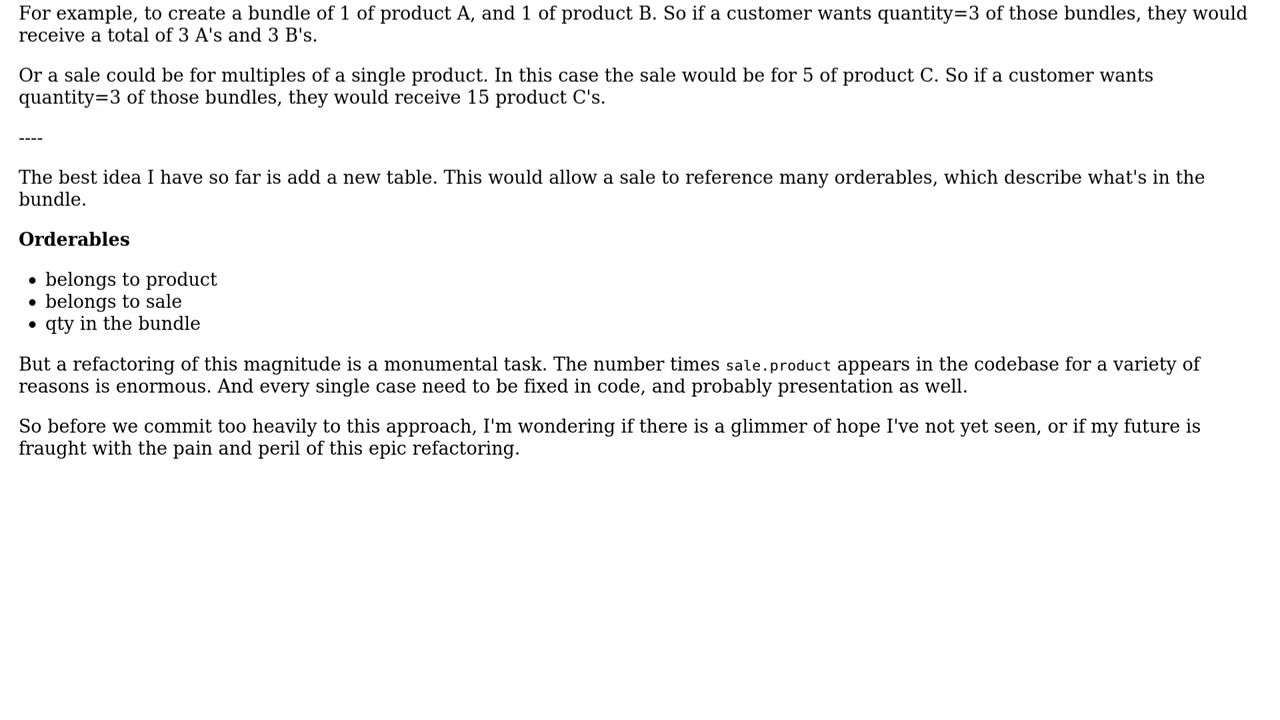 For example, to create a bundle of 1 of product A, and 1 of product B. So if a customer wants quantity=3 of those bundles, they would
receive a total of 3 A's and 3 B's.
Or a sale could be for multiples of a single product. In this case the sale would be for 5 of product C. So if a customer wants
quantity=3 of those bundles, they would receive 15 product C's.
----
The best idea I have so far is add a new table. This would allow a sale to reference many orderables, which describe what's in the
bundle.
Orderables
• belongs to product
• belongs to sale
• qty in the bundle
But a refactoring of this magnitude is a monumental task. The number times sale.product appears in the codebase for a variety of
reasons is enormous. And every single case need to be fixed in code, and probably presentation as well.
So before we commit too heavily to this approach, I'm wondering if there is a glimmer of hope I've not yet seen, or if my future is
fraught with the pain and peril of this epic refactoring.